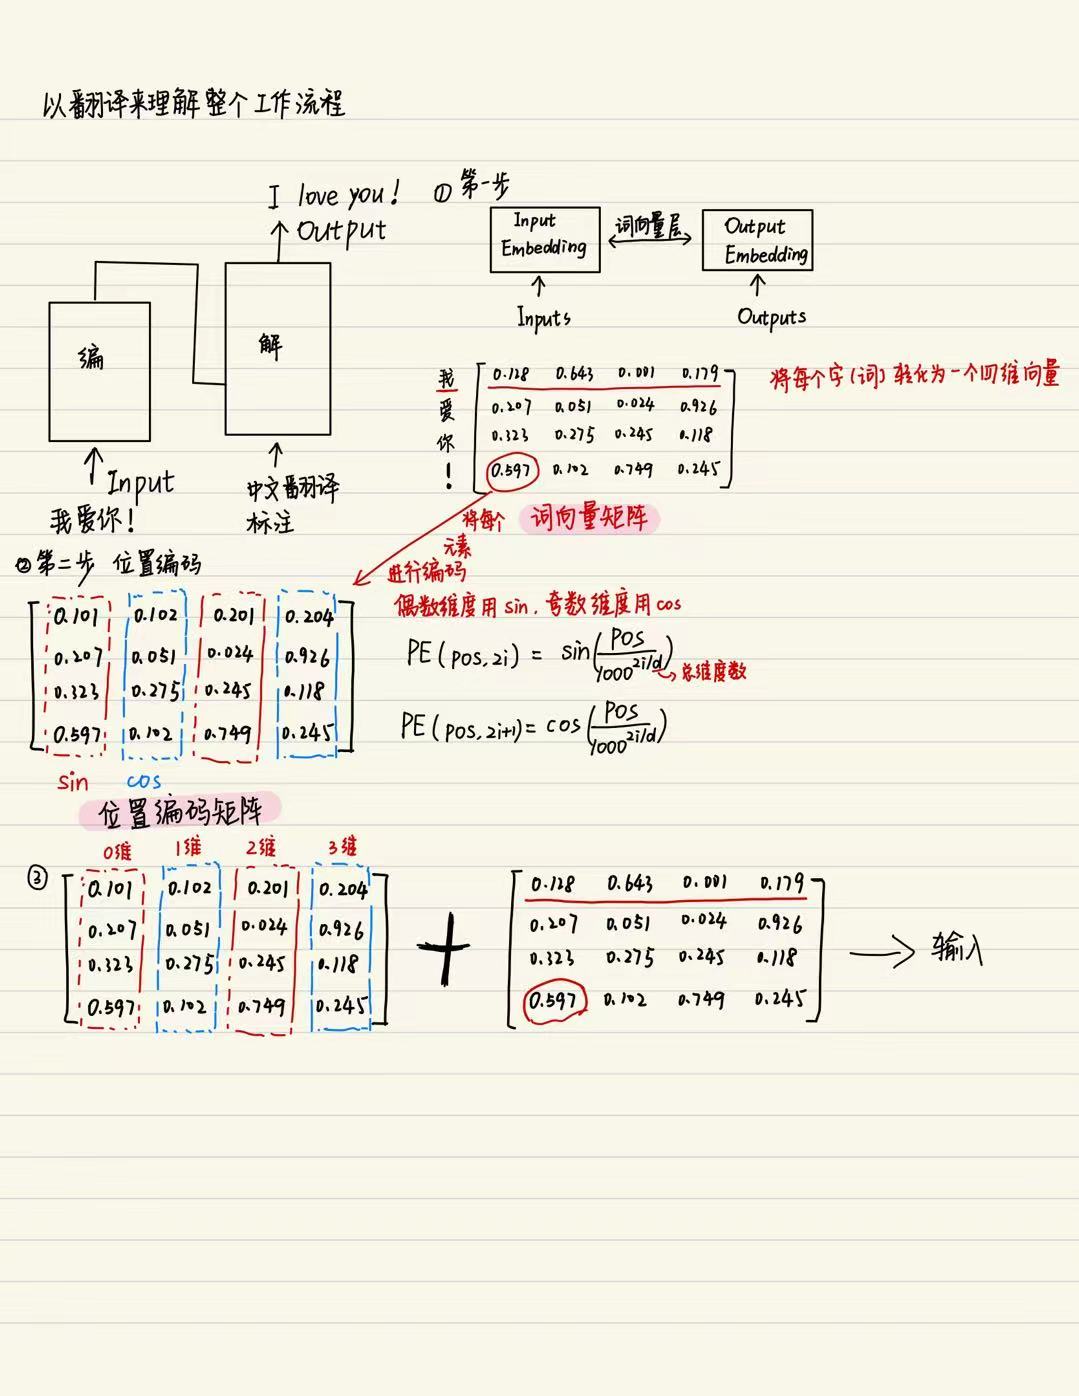 以翻译来理解整个工作流程
I love you!
Output
编
解
Input
我爱你!
中文翻译
标注
①第一步
Input
Embedding
词向量层
Output
Embedding
Inputs
Outputs
我 0.128 0.643 0.001 0.179
爱 0.207 0.051 0.024 0.926
你 0.323 0.275 0.245 0.118
! 0.597 0.102 0.749 0.245
将每个字(词)转化为一个四维向量
词向量矩阵
将每个
元素
进行编码
②第二步 位置编码
0.101 0.102 0.201 0.204
0.207 0.051 0.024 0.926
0.323 0.275 0.245 0.118
0.597 0.102 0.749 0.245
sin cos
位置编码矩阵
偶数维度用sin,奇数维度用cos
PE(pos,2i) = sin(pos/1000^2i/d)
总维度数
PE(pos,2i+1) = cos(pos/1000^2i/d)
③
0维 1维 2维 3维
0.101 0.102 0.201 0.204
0.207 0.051 0.024 0.926
0.323 0.275 0.245 0.118
0.597 0.102 0.749 0.245
+
0.128 0.643 0.001 0.179
0.207 0.051 0.024 0.926
0.323 0.275 0.245 0.118
0.597 0.102 0.749 0.245
→ 输入